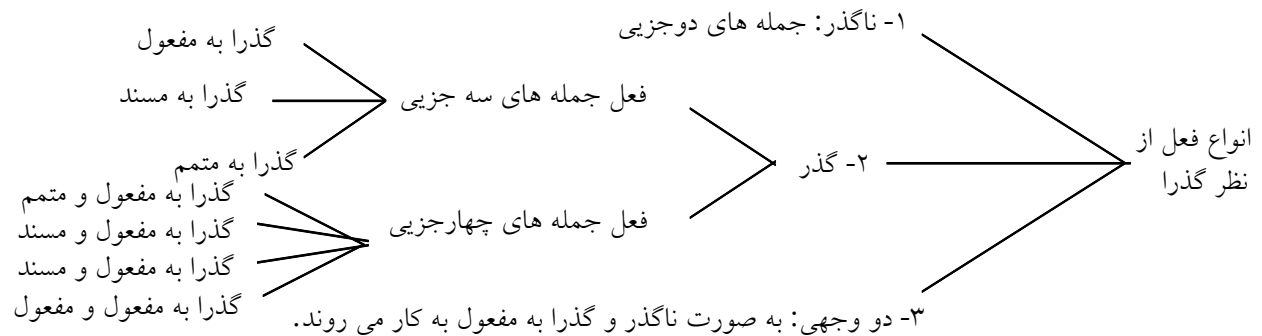 انواع فعل از
نظر گذرا
۱- ناگذر: جمله های دوجزیی
۲- گذر
فعل جمله های سه جزیی
گذرا به مفعول
گذرا به مسند
گذرا به متمم
فعل جمله های چهارجزیی
گذرا به مفعول و متمم
گذرا به مفعول و مسند
گذرا به مفعول و مسند
گذرا به مفعول و مفعول
۳- دو وجهی: به صورت ناگذر و گذرا به مفعول به کار می روند.